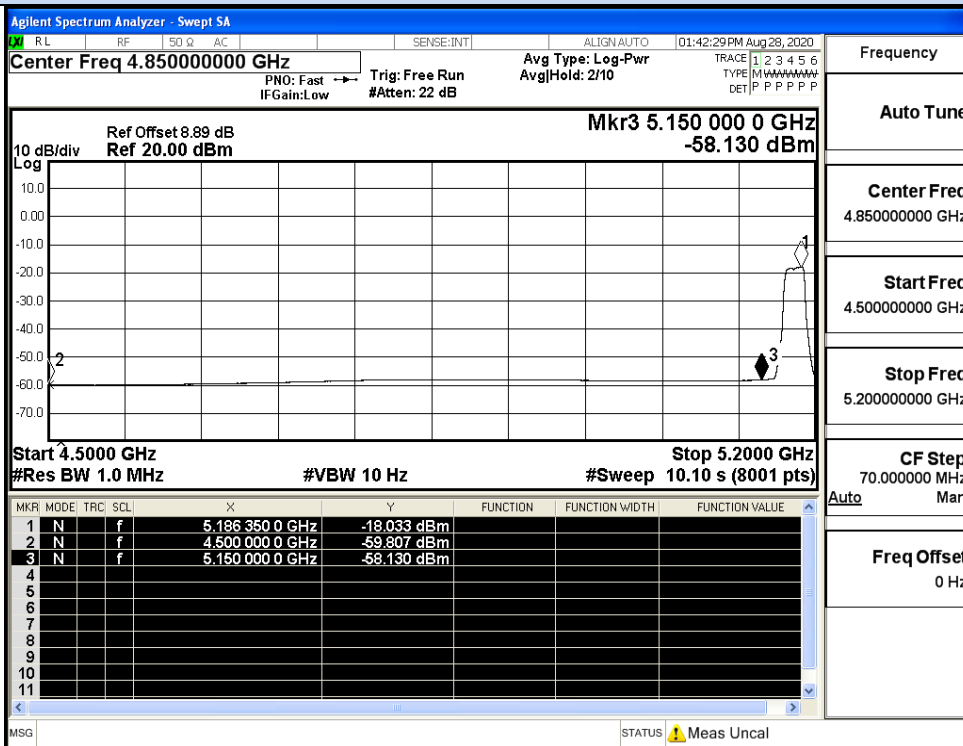 Agilent Spectrum Analyzer - Swept SA
LXI RL RF 50 Ω AC SENSE:INT ALIGN AUTO 01:42:29 PM Aug 28, 2020
Center Freq 4.850000000 GHz
PNO: Fast
IFGain:Low
Trig: Free Run
#Atten: 22 dB
Avg Type: Log-Pwr
Avg|Hold: 2/10
TRACE 1 2 3 4 5 6
TYPE M W W W W W
DET P P P P P P
Mkr3 5.150 000 0 GHz
-58.130 dBm
Ref Offset 8.89 dB
10 dB/div Ref 20.00 dBm
Log
10.0
0.00
-10.0
-20.0
-30.0
-40.0
-50.0
-60.0
-70.0
1
2
3
Start 4.5000 GHz Stop 5.2000 GHz
#Res BW 1.0 MHz #VBW 10 Hz #Sweep 10.10 s (8001 pts)
MKR MODE TRC SCL X Y FUNCTION FUNCTION WIDTH FUNCTION VALUE
1 N f 5.186 350 0 GHz -18.033 dBm
2 N f 4.500 000 0 GHz -59.807 dBm
3 N f 5.150 000 0 GHz -58.130 dBm
4
5
6
7
8
9
10
11
MSG STATUS Meas Uncal
Frequency
Auto Tune
Center Freq
4.850000000 GHz
Start Freq
4.500000000 GHz
Stop Freq
5.200000000 GHz
CF Step
70.000000 MHz
Auto Man
Freq Offset
0 Hz